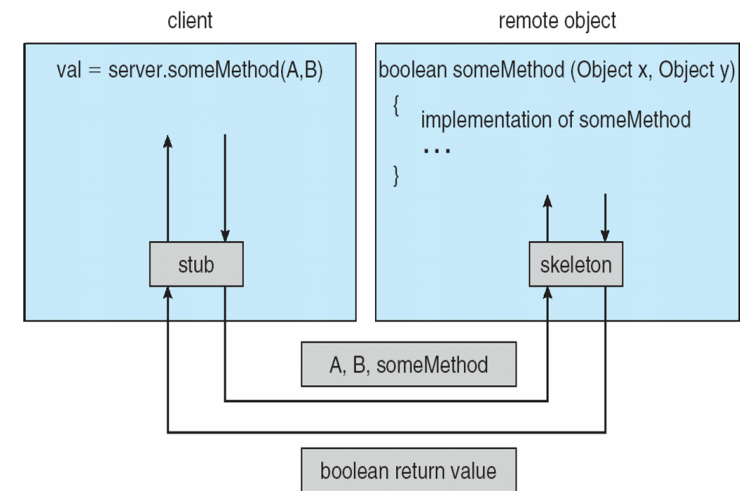 client
remote object
val = server.someMethod(A,B)
boolean someMethod (Object x, Object y)
{
implementation of someMethod
...
}
stub
skeleton
A, B, someMethod
boolean return value